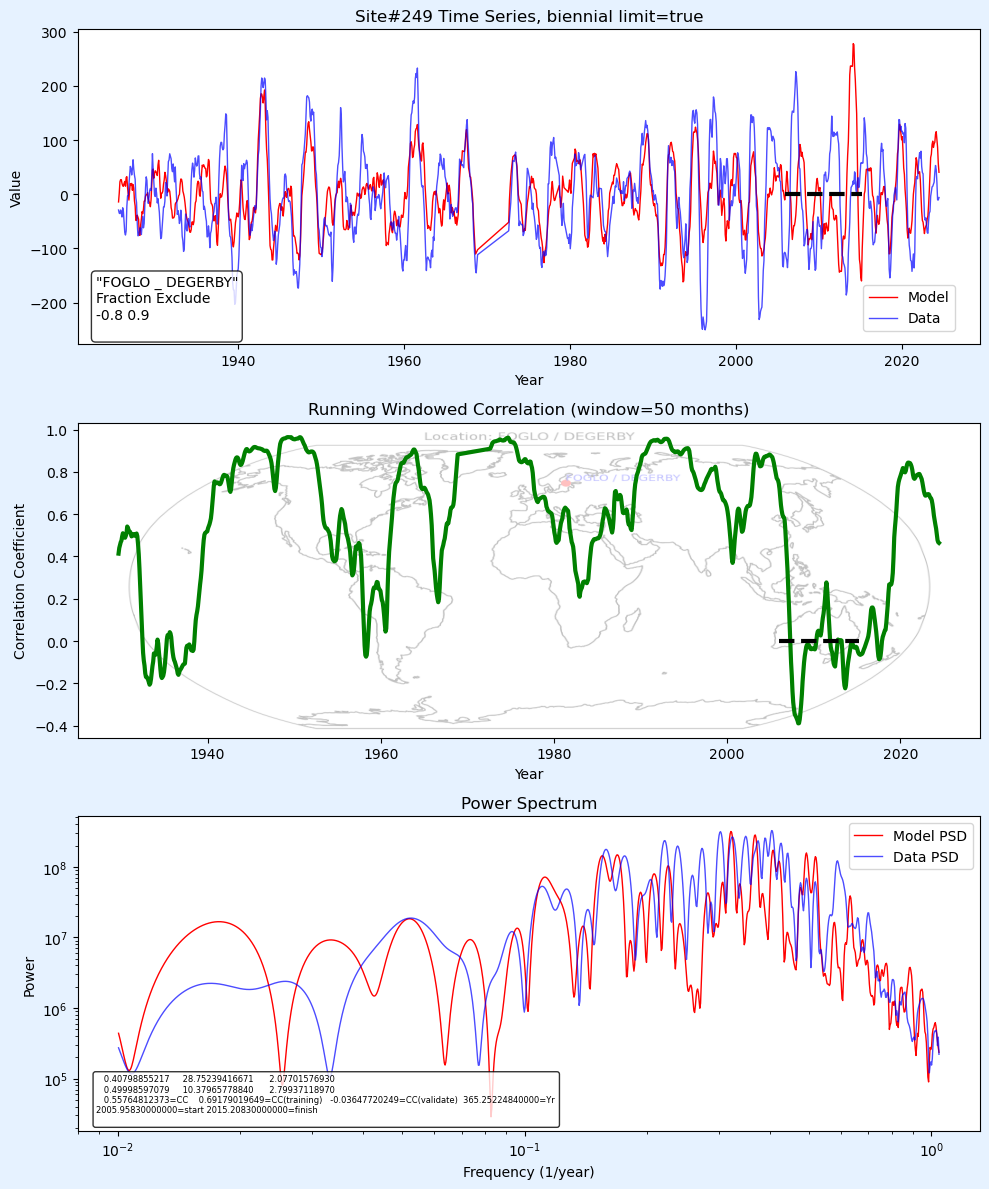 Site#249 Time Series, biennial limit=true
300
200
100
0
−100
−200
Value
"FOGLO _ DEGERBY"
Fraction Exclude
-0.8 0.9
Model
Data
1940 1960 1980 2000 2020
Year
Running Windowed Correlation (window=50 months)
Location: FOGLO / DEGERBY
FOGLO / DEGERBY
1.0
0.8
0.6
0.4
0.2
0.0
−0.2
−0.4
Correlation Coefficient
1940 1960 1980 2000 2020
Year
Power Spectrum
Model PSD
Data PSD
10^8
10^7
10^6
10^5
Power
0.40798855217 28.75239416671 2.07701576930
0.49998597079 10.37965778840 2.79937118970
0.55764812373=CC 0.69179019649=CC(training) -0.03647720249=CC(validate) 365.25224840000=Yr
2005.95830000000=start 2015.20830000000=finish
10^−2 10^−1 10^0
Frequency (1/year)